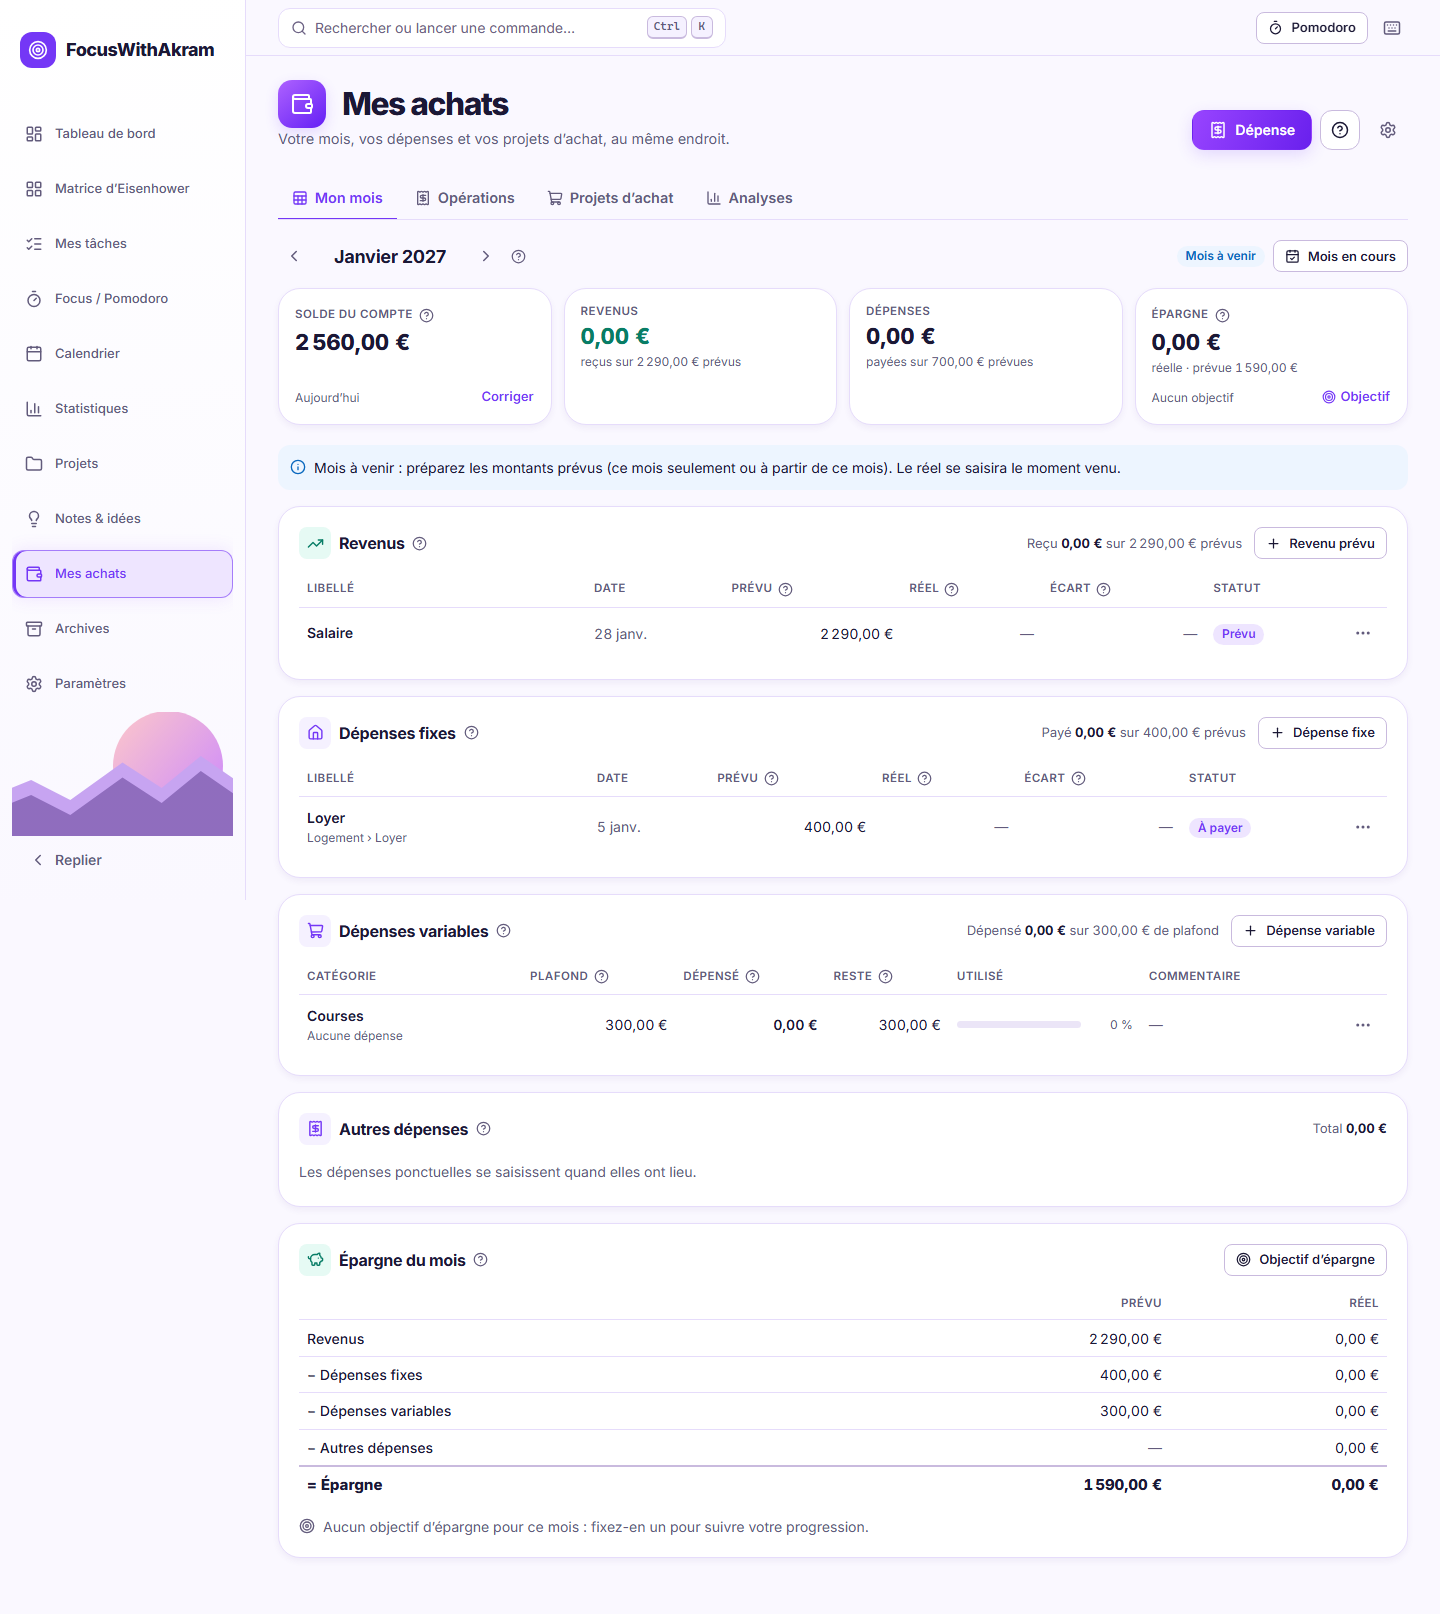 FocusWithAkram
Tableau de bord
Matrice d’Eisenhower
Mes tâches
Focus / Pomodoro
Calendrier
Statistiques
Projets
Notes & idées
Mes achats
Archives
Paramètres
Replier
Rechercher ou lancer une commande... Ctrl K
Pomodoro
Mes achats
Votre mois, vos dépenses et vos projets d’achat, au même endroit.
Dépense
Mon mois Opérations Projets d’achat Analyses
Janvier 2027
Mois à venir Mois en cours
SOLDE DU COMPTE
2 560,00 €
Aujourd’hui Corriger
REVENUS
0,00 €
reçus sur 2 290,00 € prévus
DÉPENSES
0,00 €
payées sur 700,00 € prévues
ÉPARGNE
0,00 €
réelle · prévue 1 590,00 €
Aucun objectif Objectif
Mois à venir : préparez les montants prévus (ce mois seulement ou à partir de ce mois). Le réel se saisira le moment venu.
Revenus Reçu 0,00 € sur 2 290,00 € prévus + Revenu prévu
LIBELLÉ DATE PRÉVU RÉEL ÉCART STATUT
Salaire 28 janv. 2 290,00 € — — Prévu
Dépenses fixes Payé 0,00 € sur 400,00 € prévus + Dépense fixe
LIBELLÉ DATE PRÉVU RÉEL ÉCART STATUT
Loyer 5 janv. 400,00 € — — À payer
Logement › Loyer
Dépenses variables Dépensé 0,00 € sur 300,00 € de plafond + Dépense variable
CATÉGORIE PLAFOND DÉPENSÉ RESTE UTILISÉ COMMENTAIRE
Courses 300,00 € 0,00 € 300,00 € 0 % —
Aucune dépense
Autres dépenses Total 0,00 €
Les dépenses ponctuelles se saisissent quand elles ont lieu.
Épargne du mois Objectif d’épargne
PRÉVU RÉEL
Revenus 2 290,00 € 0,00 €
− Dépenses fixes 400,00 € 0,00 €
− Dépenses variables 300,00 € 0,00 €
− Autres dépenses — 0,00 €
= Épargne 1 590,00 € 0,00 €
Aucun objectif d’épargne pour ce mois : fixez-en un pour suivre votre progression.